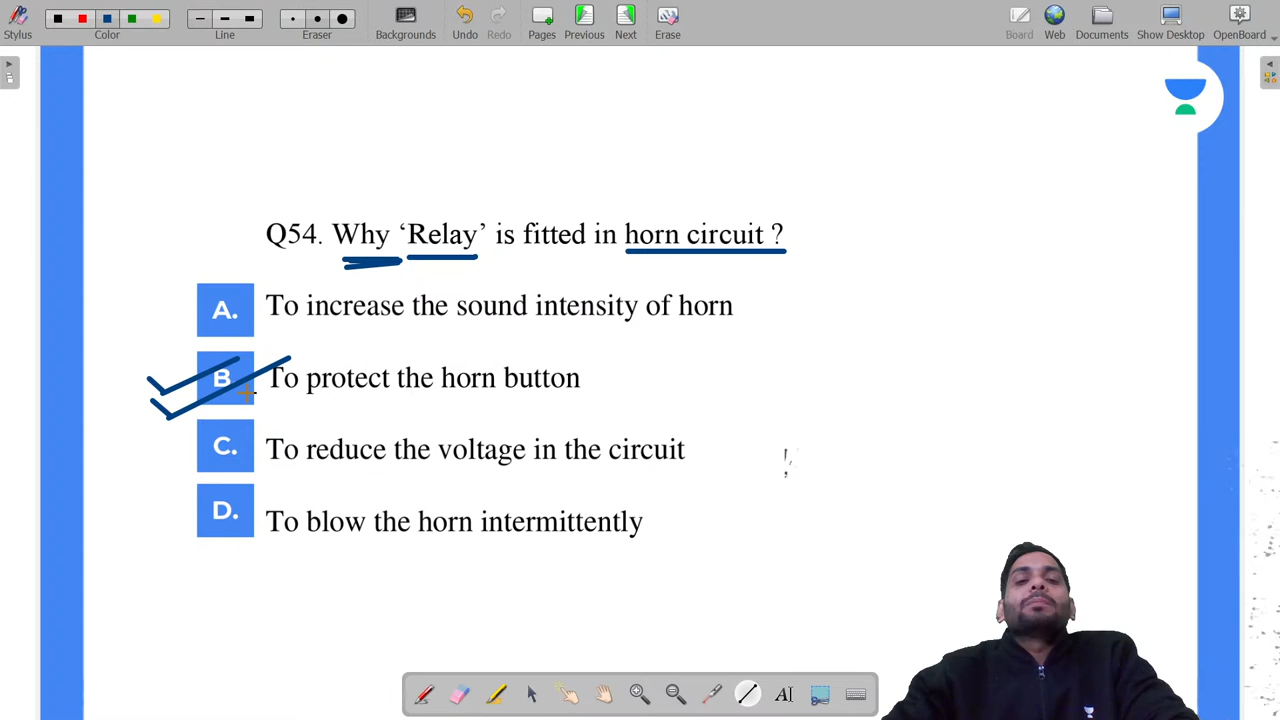 Stylus Color Line Eraser Backgrounds Undo Redo Pages Previous Next Erase Board Web Documents Show Desktop OpenBoard
Q54. Why ‘Relay’ is fitted in horn circuit ?
A. To increase the sound intensity of horn
B. To protect the horn button
C. To reduce the voltage in the circuit
D. To blow the horn intermittently
AI